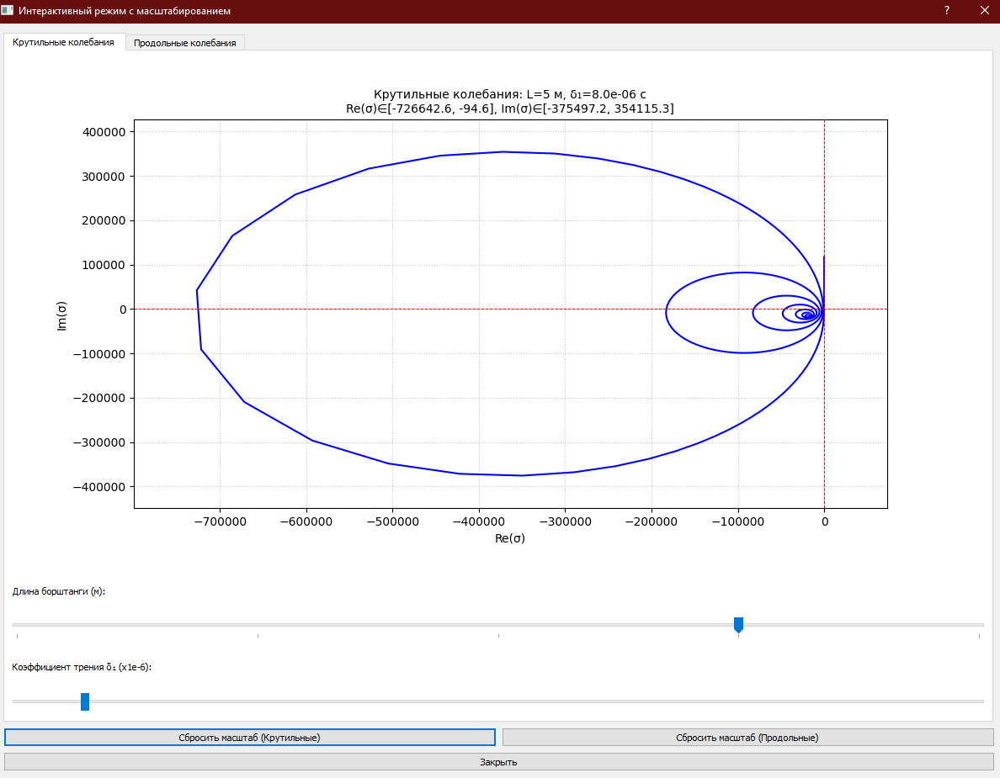 Интерактивный режим с масштабированием
?
Крутильные колебания
Продольные колебания
Крутильные колебания: L=5 м, δ₁=8.0e-06 с
Re(σ)∈[-726642.6, -94.6], Im(σ)∈[-375497.2, 354115.3]
400000
300000
200000
100000
0
−100000
−200000
−300000
−400000
Im(σ)
−700000
−600000
−500000
−400000
−300000
−200000
−100000
0
Re(σ)
Длина борштанги (м):
Коэффициент трения δ₁ (x1e-6):
Сбросить масштаб (Крутильные)
Сбросить масштаб (Продольные)
Закрыть